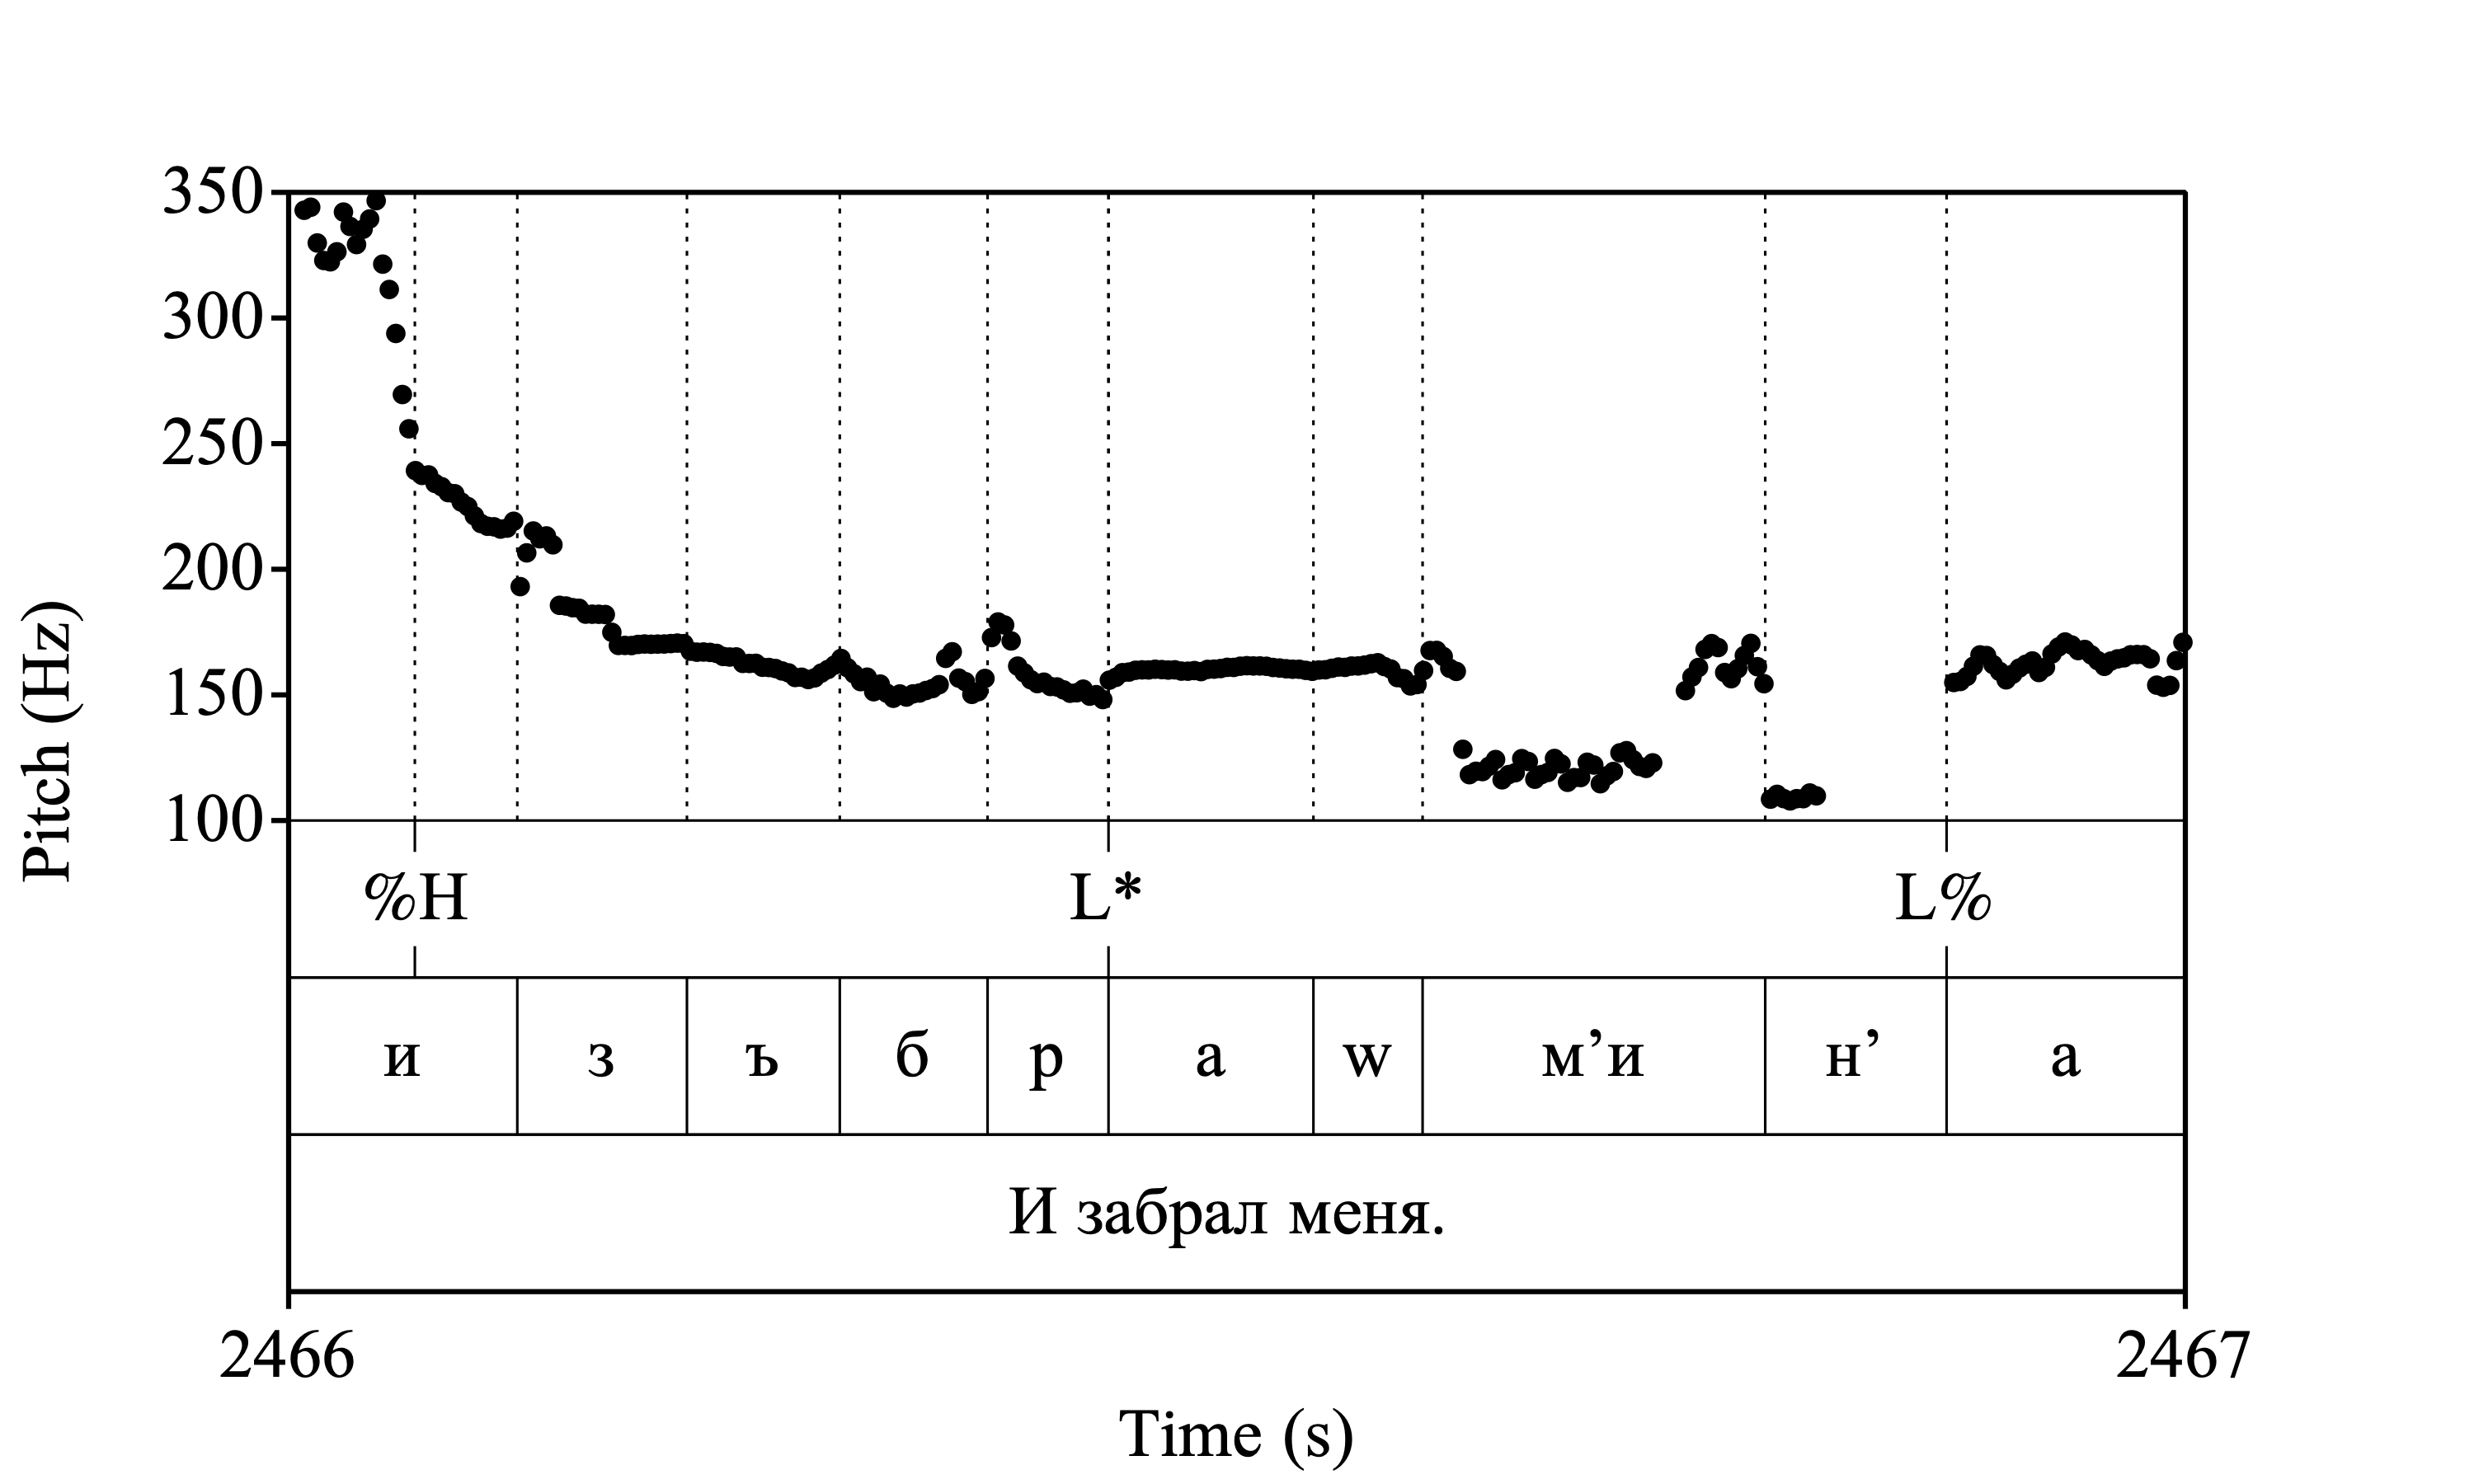 350
300
250
200
150
100
Pitch (Hz)
%H L* L%
и з ъ б р а w м’и н’ а
И забрал меня.
2466 2467
Time (s)